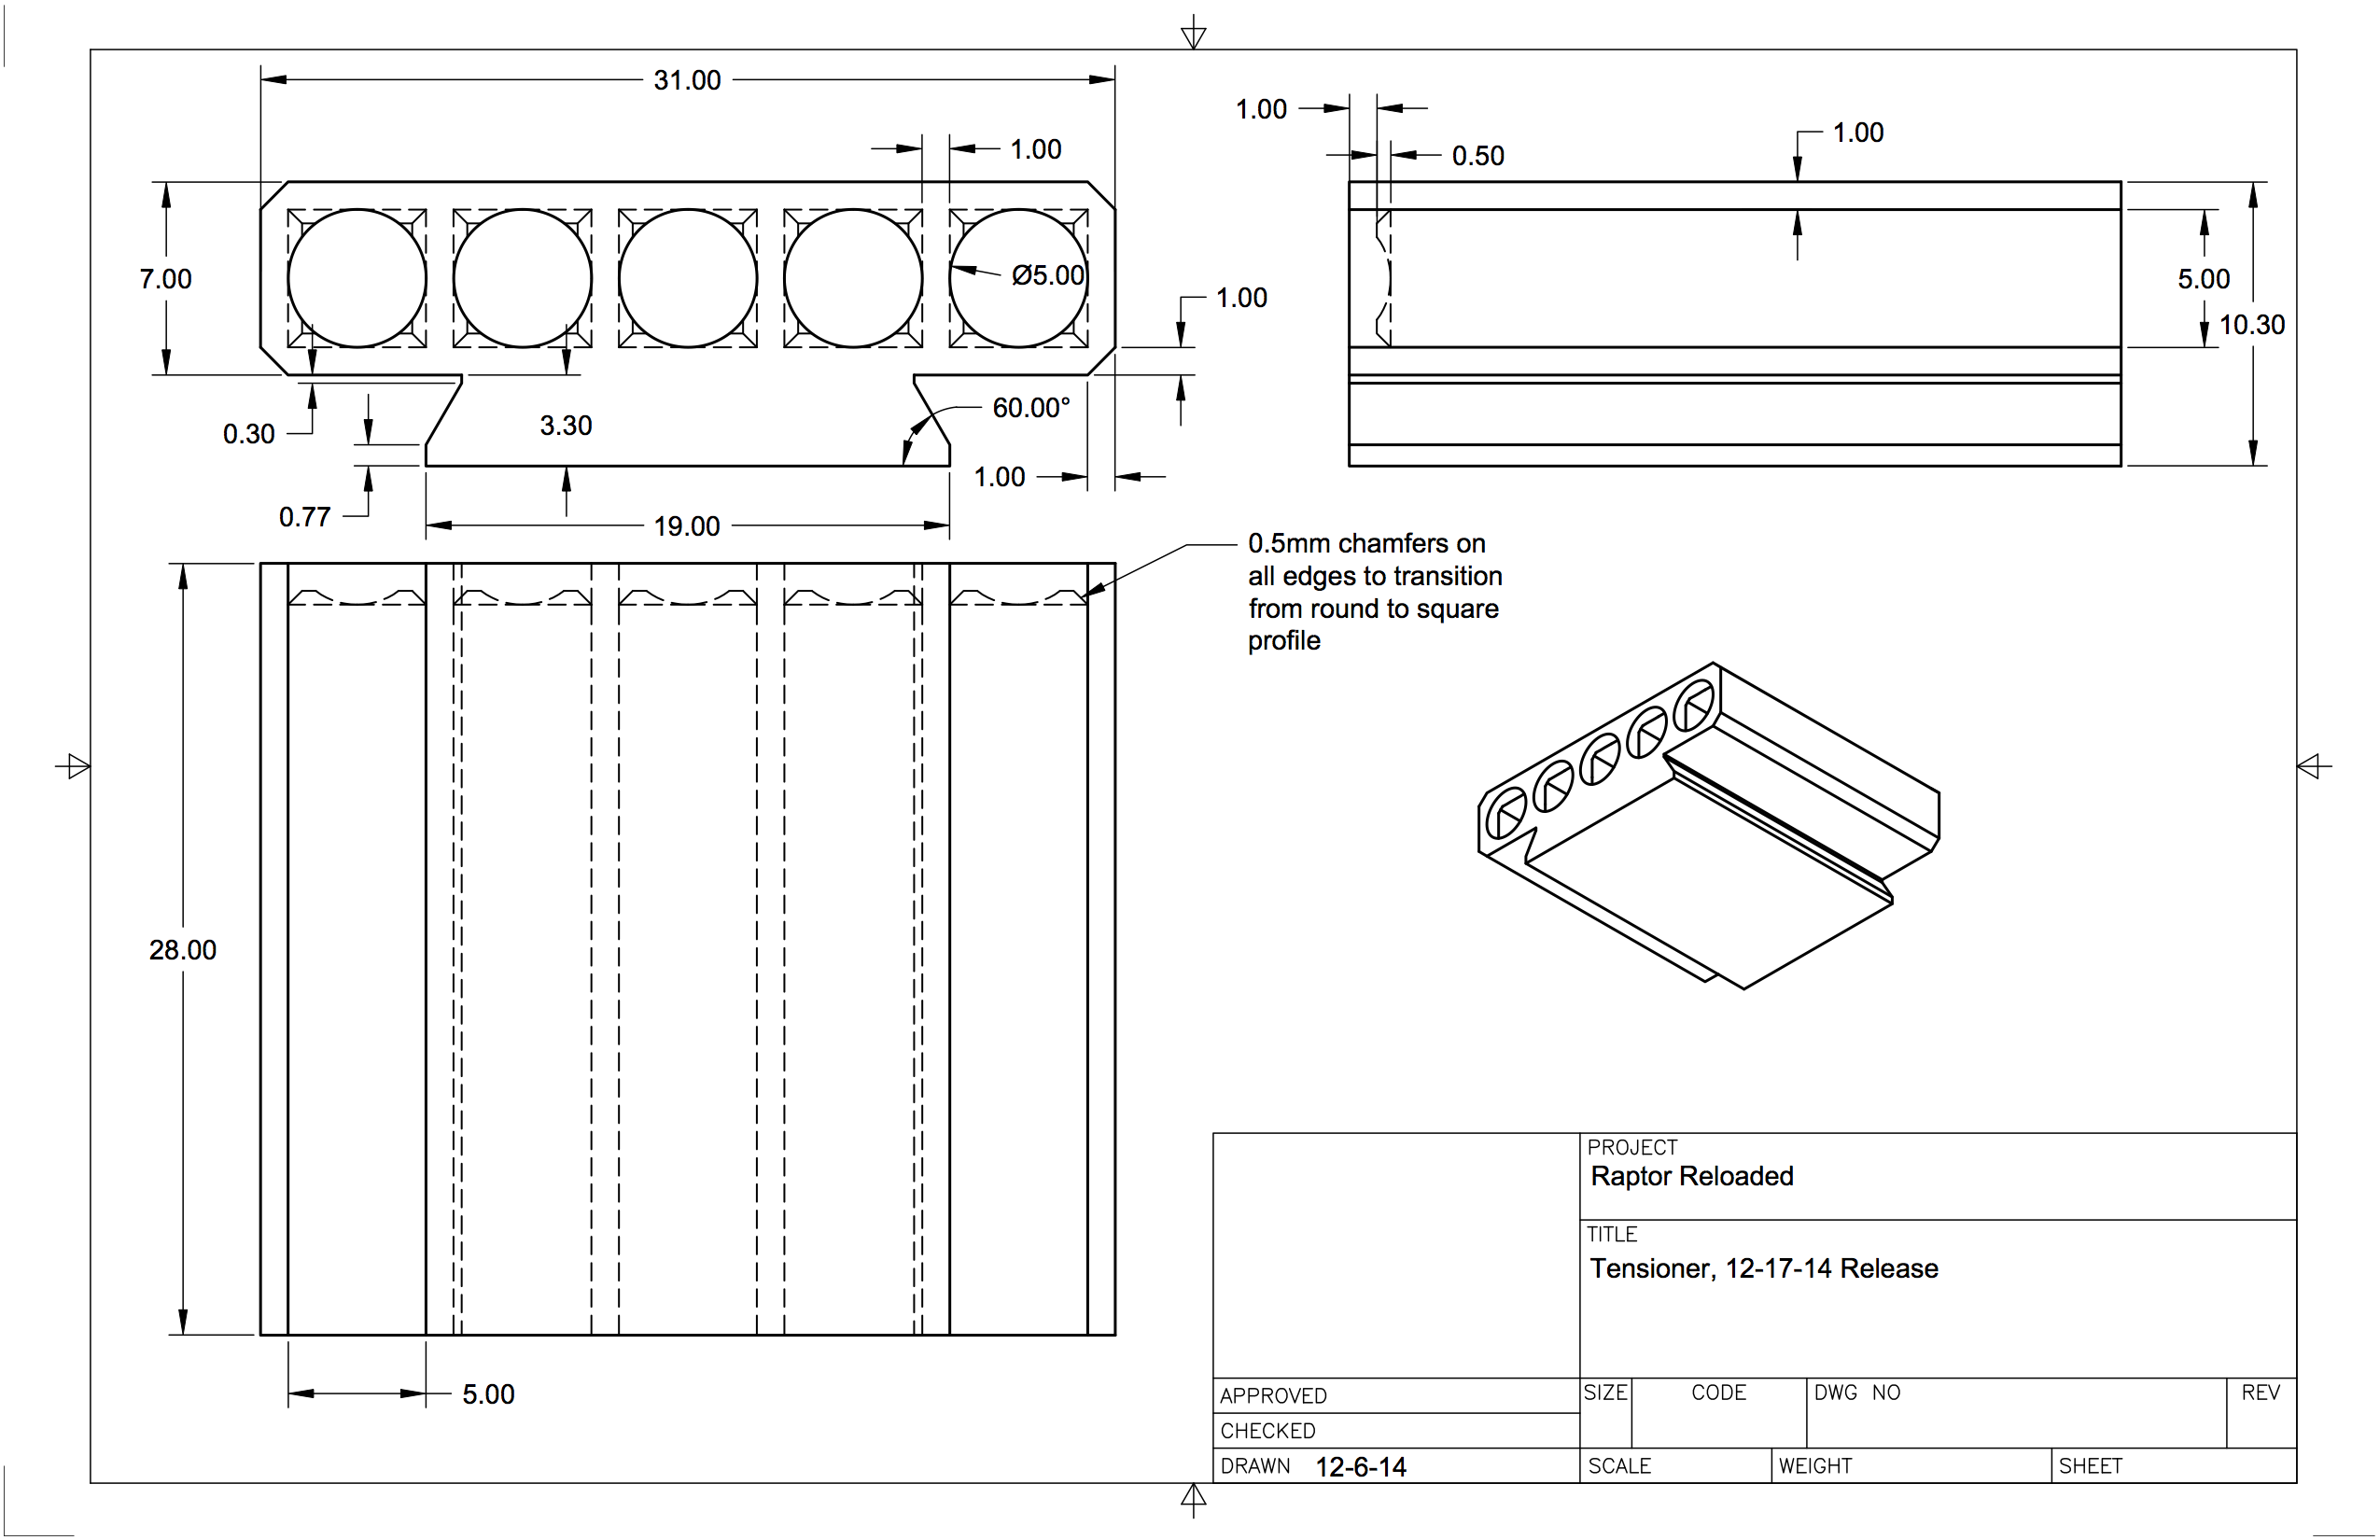 31.00
1.00
1.00
1.00
0.50
7.00
Ø5.00
1.00
5.00
10.30
0.30
3.30
60.00°
1.00
0.77
19.00
0.5mm chamfers on
all edges to transition
from round to square
profile
28.00
5.00
PROJECT
Raptor Reloaded
TITLE
Tensioner, 12-17-14 Release
APPROVED
SIZE CODE DWG NO REV
CHECKED
DRAWN 12-6-14
SCALE WEIGHT SHEET